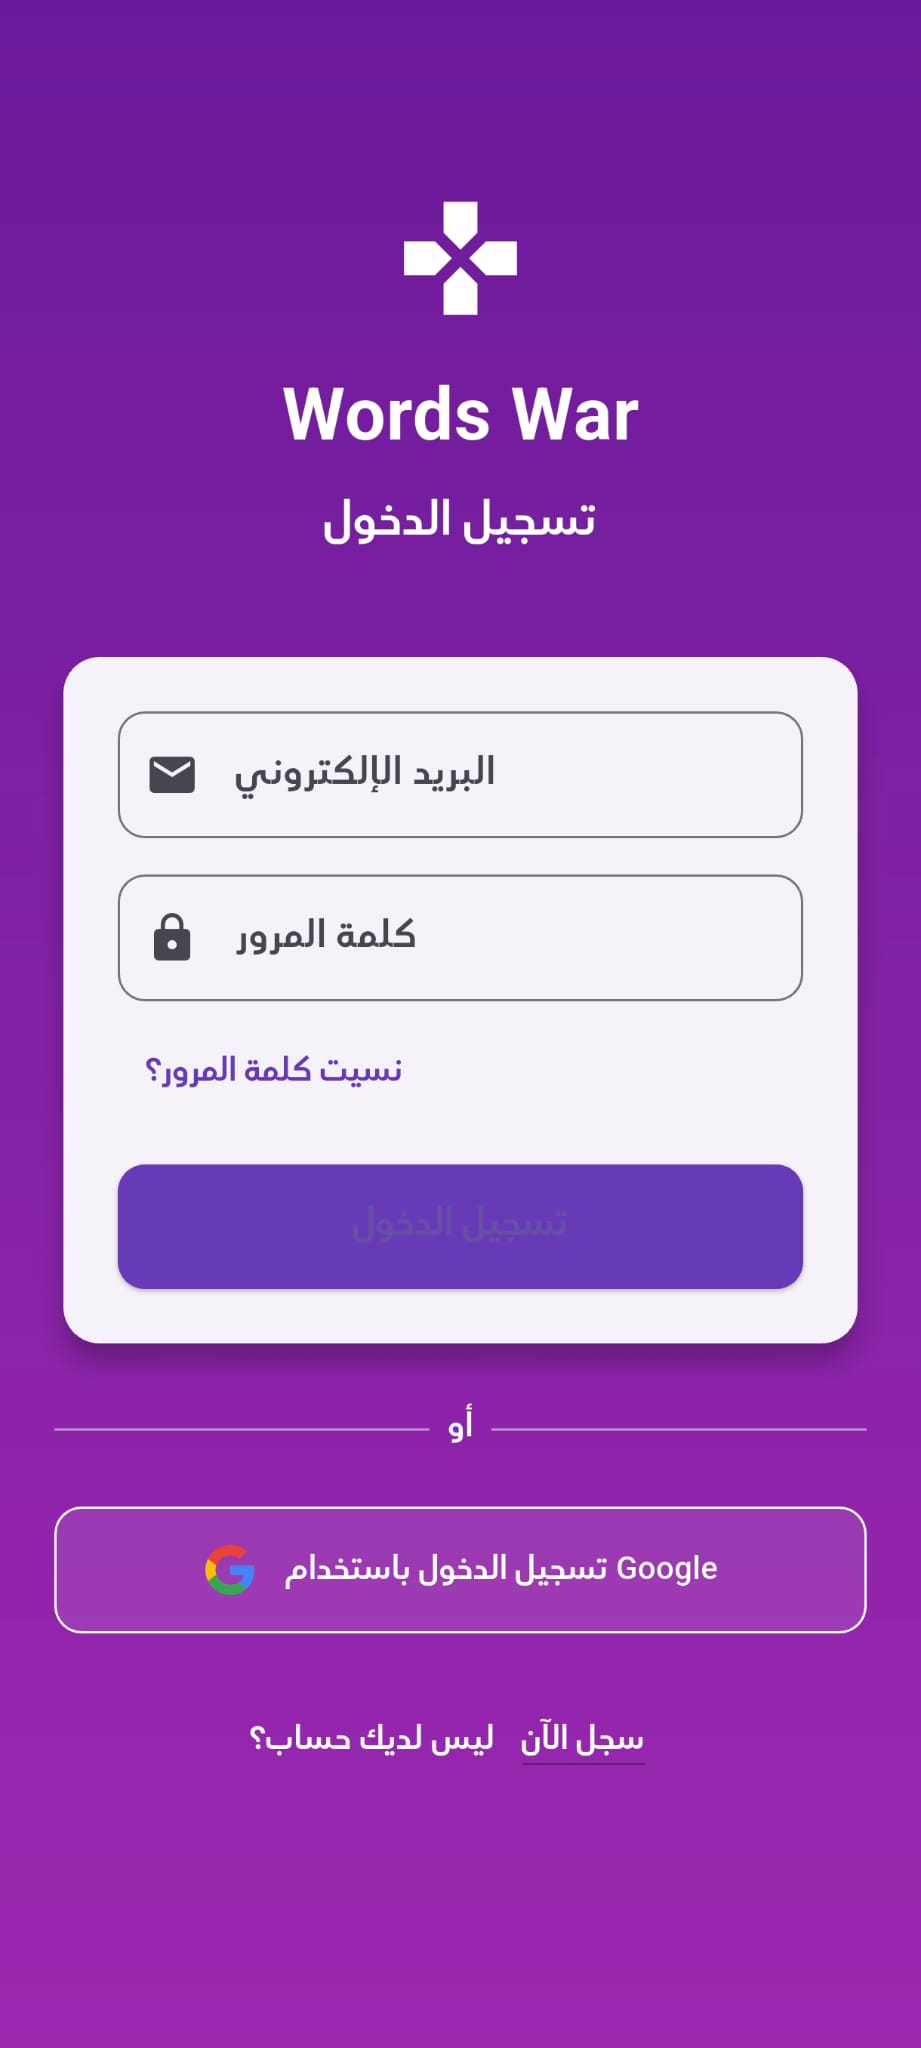 Words War
تسجيل الدخول
البريد الإلكتروني
كلمة المرور
نسيت كلمة المرور؟
تسجيل الدخول
أو
Google تسجيل الدخول باستخدام
ليس لديك حساب؟ سجل الآن